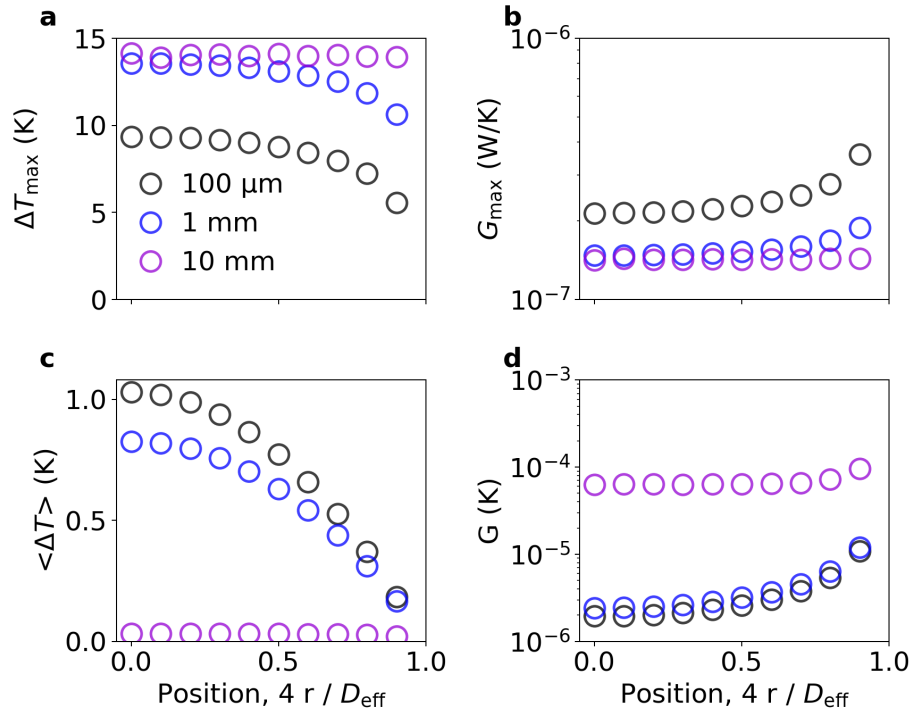 a
b
15
10
5
0
ΔT_max (K)
100 μm
1 mm
10 mm
10⁻⁶
10⁻⁷
G_max (W/K)
c
d
1.0
0.5
0.0
<ΔT> (K)
0.0 0.5 1.0
Position, 4 r / D_eff
10⁻³
10⁻⁴
10⁻⁵
10⁻⁶
G (K)
0.0 0.5 1.0
Position, 4 r / D_eff